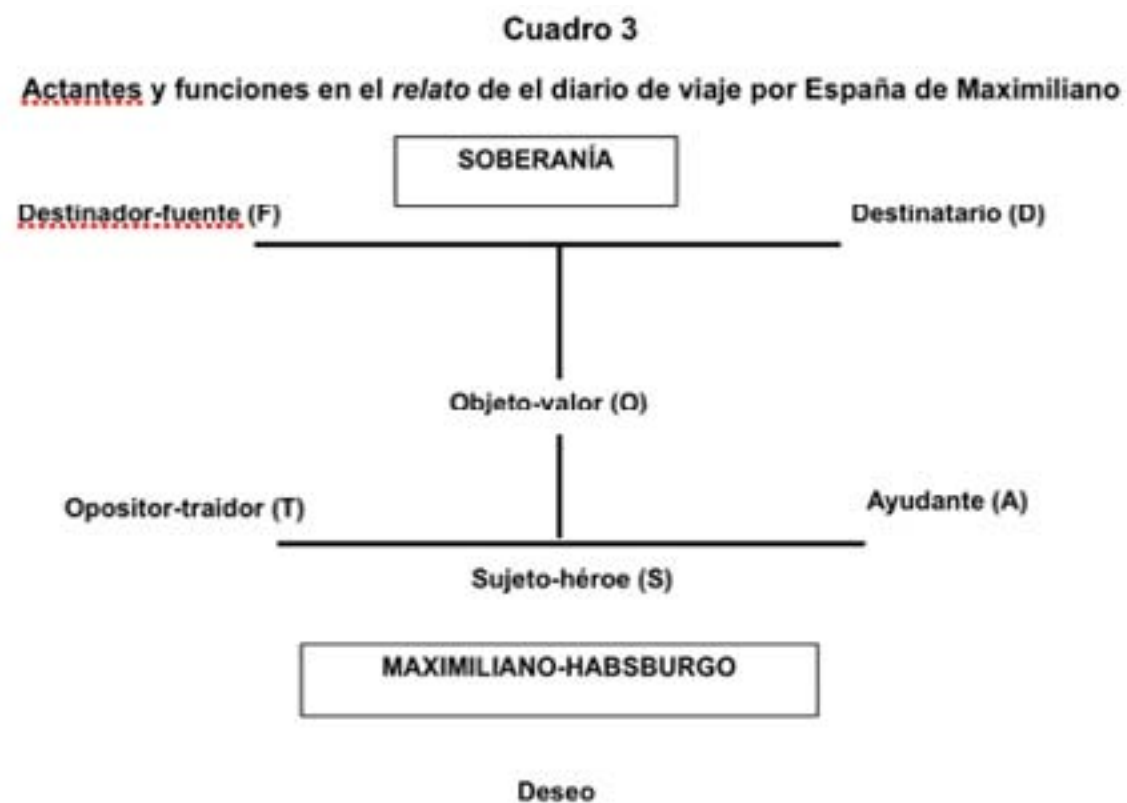 Cuadro 3
Actantes y funciones en el relato de el diario de viaje por España de Maximiliano
SOBERANÍA
Destinador-fuente (F)
Destinatario (D)
Objeto-valor (O)
Opositor-traidor (T)
Ayudante (A)
Sujeto-héroe (S)
MAXIMILIANO-HABSBURGO
Deseo